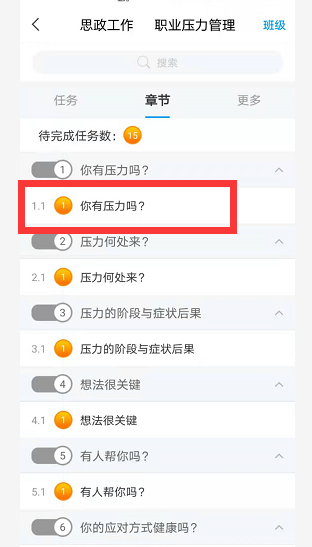 思政工作 职业压力管理 班级
搜索
任务 章节 更多
待完成任务数： 15
1 你有压力吗?
1.1 1 你有压力吗?
2 压力何处来?
2.1 1 压力何处来?
3 压力的阶段与症状后果
3.1 1 压力的阶段与症状后果
4 想法很关键
4.1 1 想法很关键
5 有人帮你吗?
5.1 1 有人帮你吗?
6 你的应对方式健康吗?